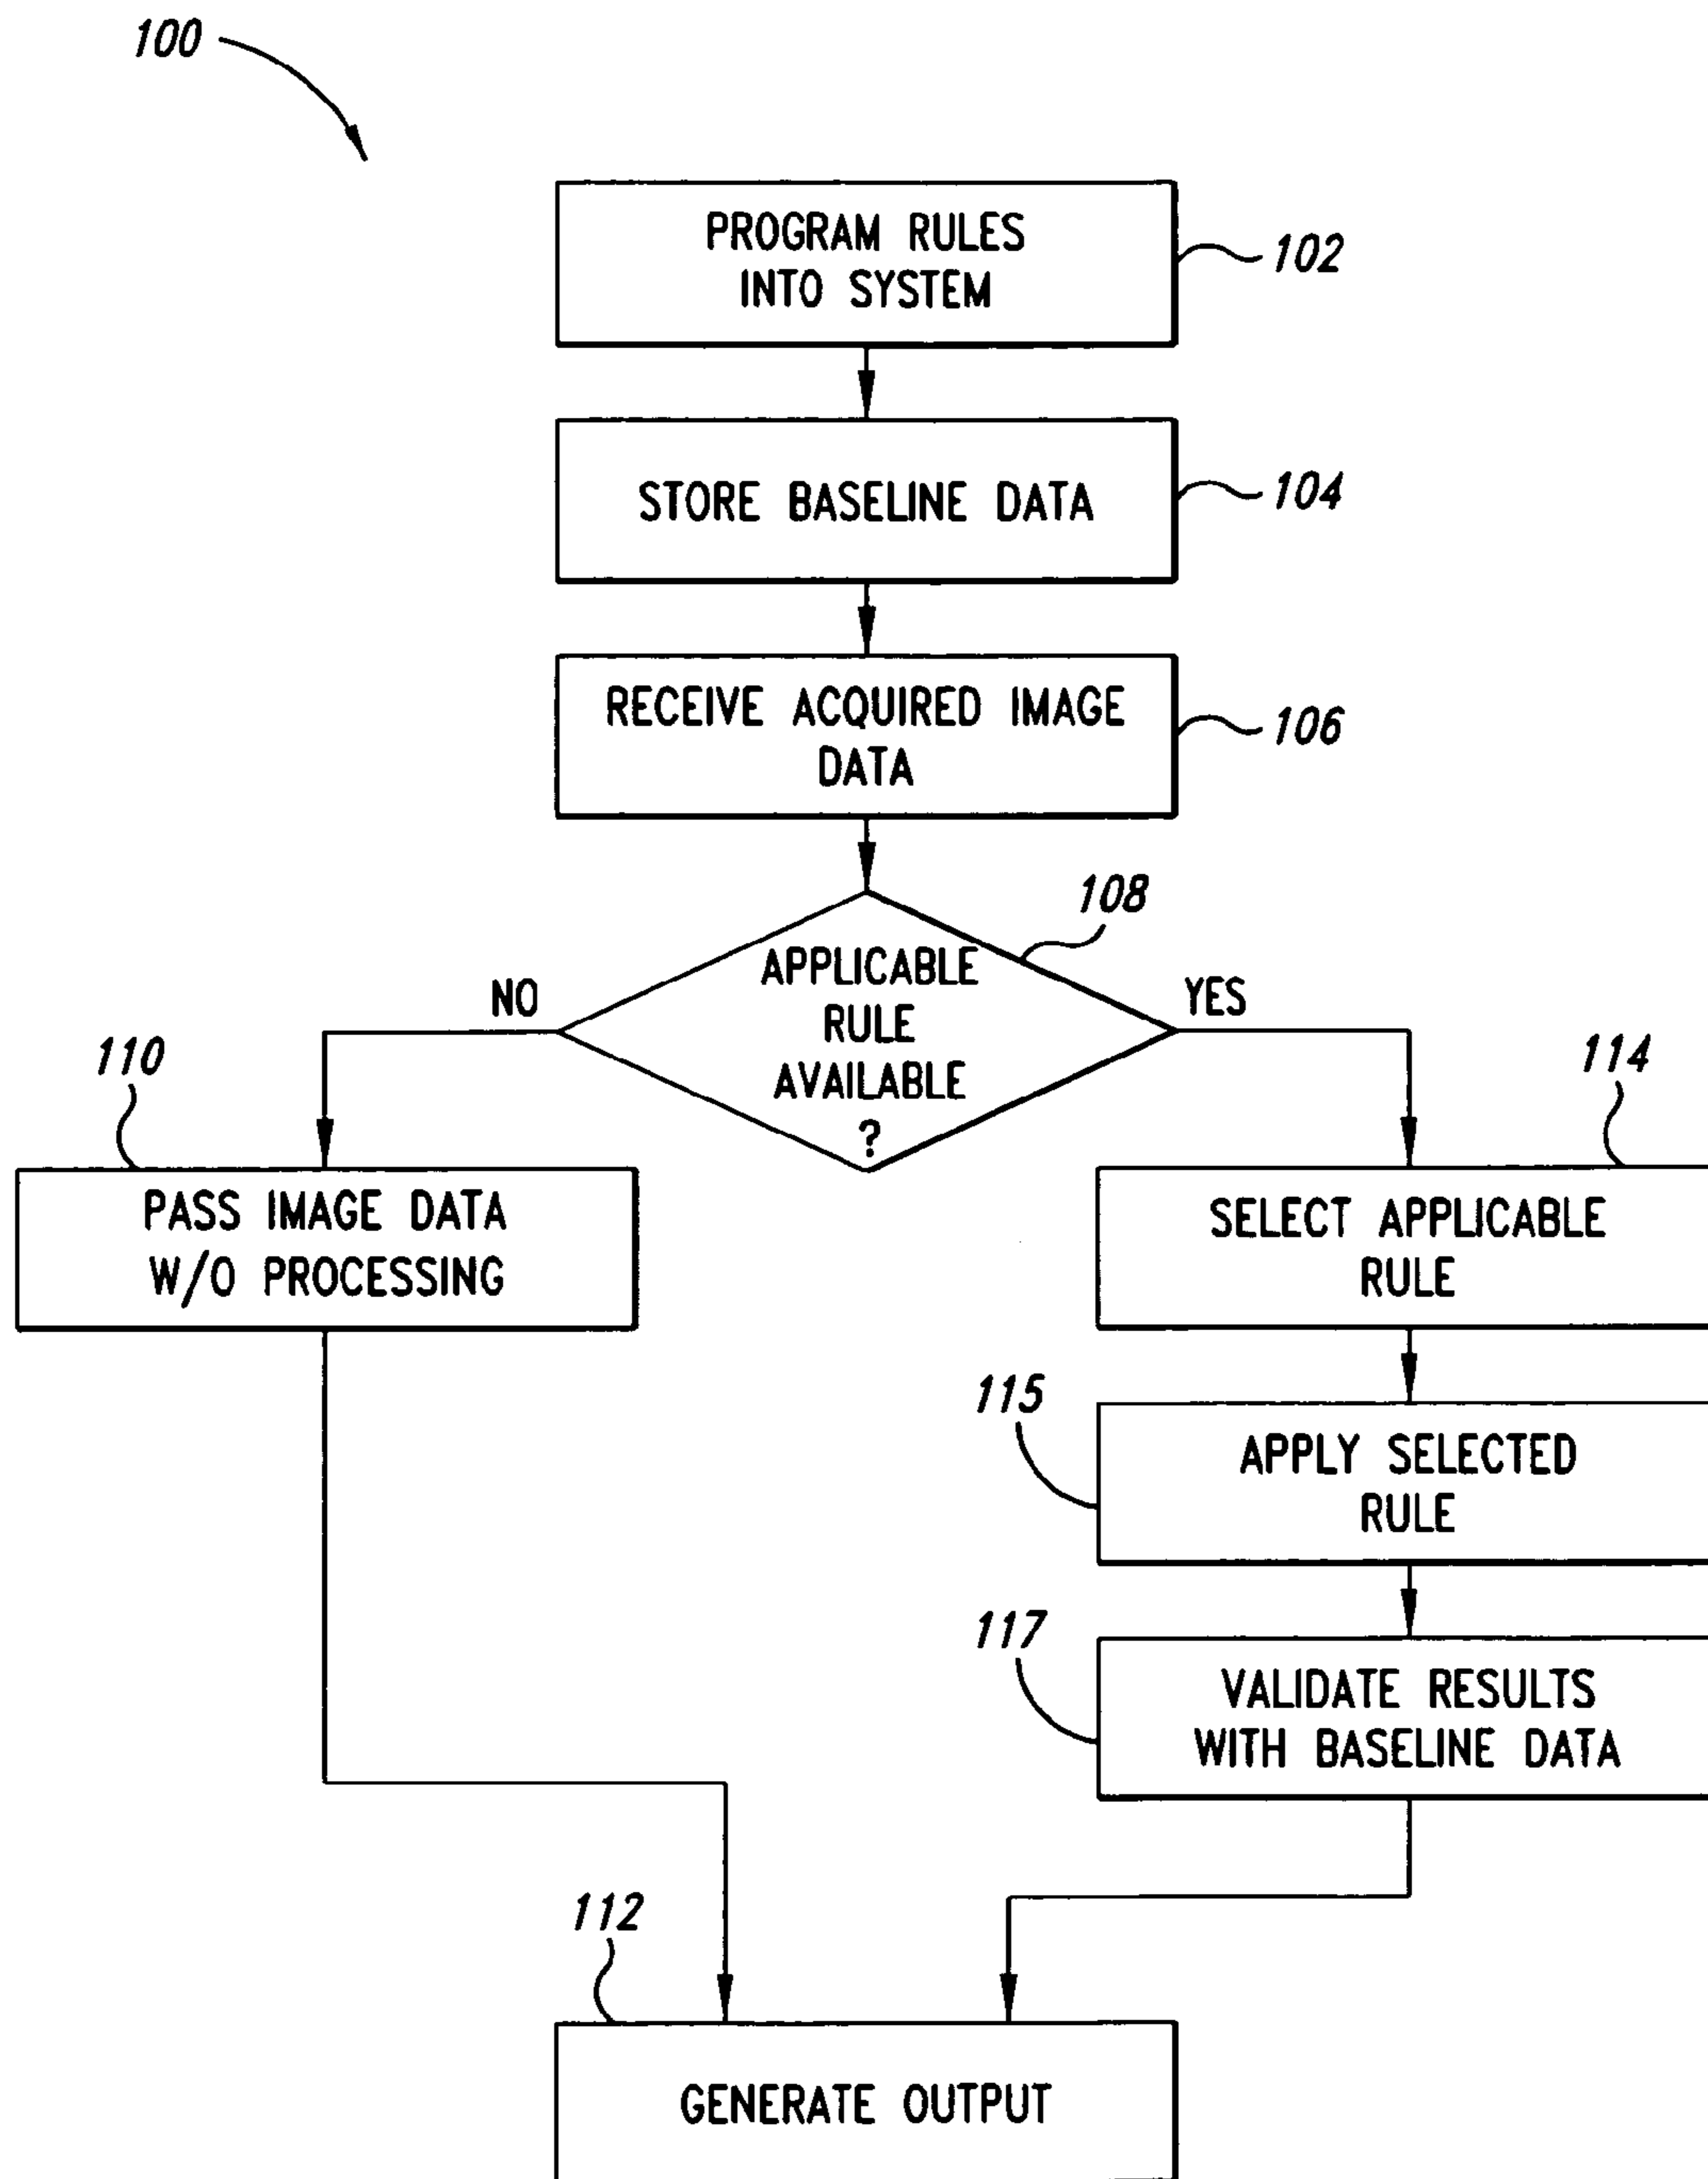 100
PROGRAM RULES
INTO SYSTEM
102
STORE BASELINE DATA
104
RECEIVE ACQUIRED IMAGE
DATA
106
108
APPLICABLE
RULE
AVAILABLE
?
NO
YES
110
PASS IMAGE DATA
W/O PROCESSING
114
SELECT APPLICABLE
RULE
115
APPLY SELECTED
RULE
117
VALIDATE RESULTS
WITH BASELINE DATA
112
GENERATE OUTPUT